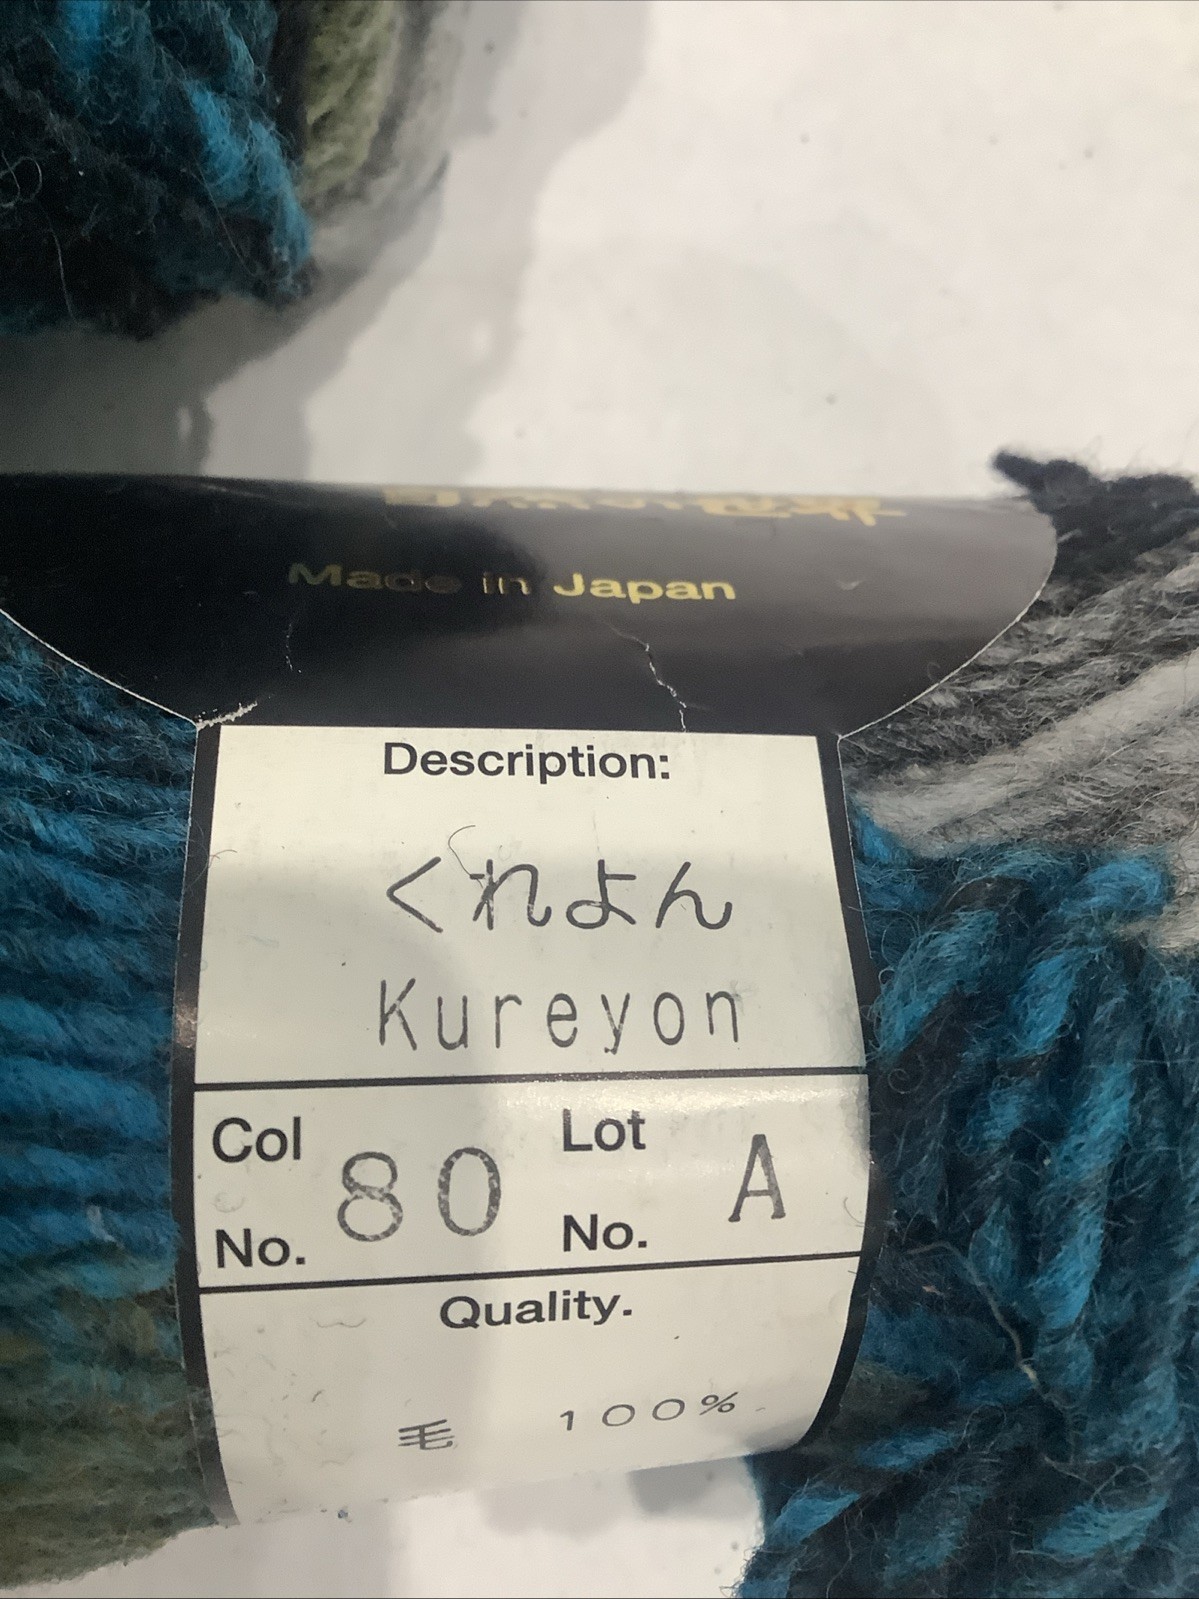 Made in Japan
Description:
くれよん
Kureyon
Col No. 80 Lot No. A
Quality.
毛 100%